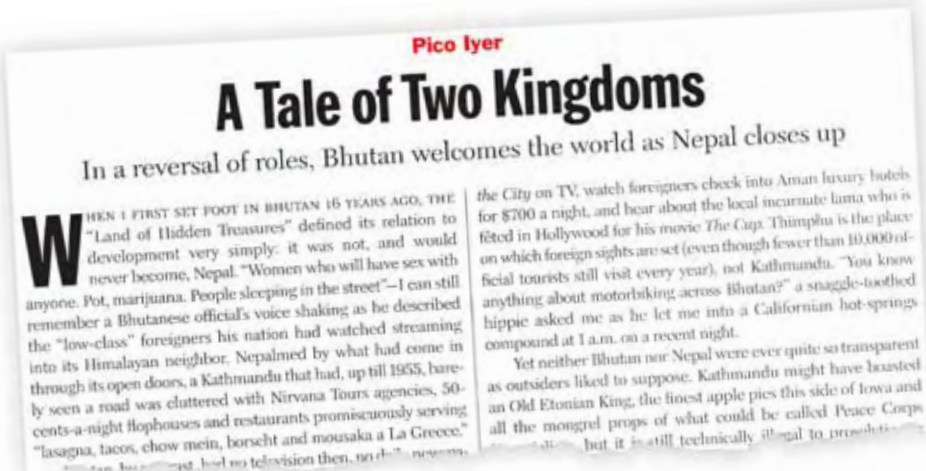 Pico Iyer
A Tale of Two Kingdoms
In a reversal of roles, Bhutan welcomes the world as Nepal closes up
WHEN I FIRST SET FOOT IN BHUTAN 16 YEARS AGO, THE
"Land of Hidden Treasures" defined its relation to
development very simply: it was not, and would
never become, Nepal. "Women who will have sex with
anyone. Pot, marijuana. People sleeping in the street"—I can still
remember a Bhutanese official's voice shaking as he described
the "low-class" foreigners his nation had watched streaming
into its Himalayan neighbor. Nepalmed by what had come in
through its open doors, a Kathmandu that had, up till 1955, bare-
ly seen a road was cluttered with Nirvana Tours agencies, 50-
cents-a-night flophouses and restaurants promiscuously serving
"lasagna, tacos, chow mein, borscht and mousaka a La Greece."
had no television then, no
the City on TV, watch foreigners check into Aman luxury hotels
for $700 a night, and hear about the local incarnate lama who is
fêted in Hollywood for his movie The Cup. Thimphu is the place
on which foreign sights are set (even though fewer than 10,000 of-
ficial tourists still visit every year), not Kathmandu. "You know
anything about motorbiking across Bhutan?" a snaggle-toothed
hippie asked me as he let me into a Californian hot-springs
compound at 1 a.m. on a recent night.
Yet neither Bhutan nor Nepal were ever quite so transparent
as outsiders liked to suppose. Kathmandu might have boasted
an Old Etonian King, the finest apple pies this side of Iowa and
all the mongrel props of what could be called Peace Corps
but it is still technically illegal to